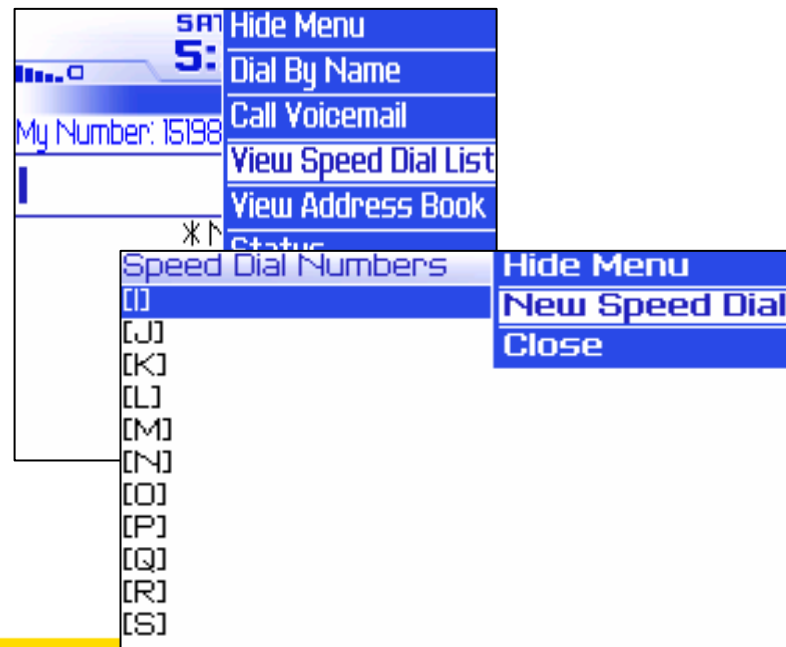 SAT
5:
My Number: 15198
Hide Menu
Dial By Name
Call Voicemail
View Speed Dial List
View Address Book
Status
Speed Dial Numbers
[I]
[J]
[K]
[L]
[M]
[N]
[O]
[P]
[Q]
[R]
[S]
Hide Menu
New Speed Dial
Close